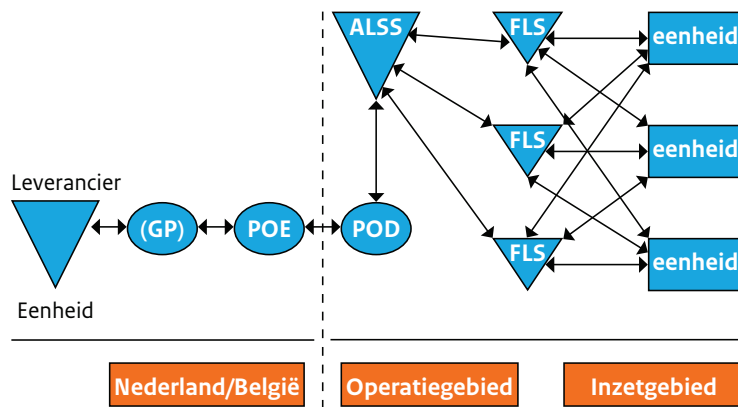 ALSS
FLS
eenheid
FLS
eenheid
Leverancier
(GP)
POE
POD
FLS
eenheid
Eenheid
Nederland/België
Operatiegebied
Inzetgebied